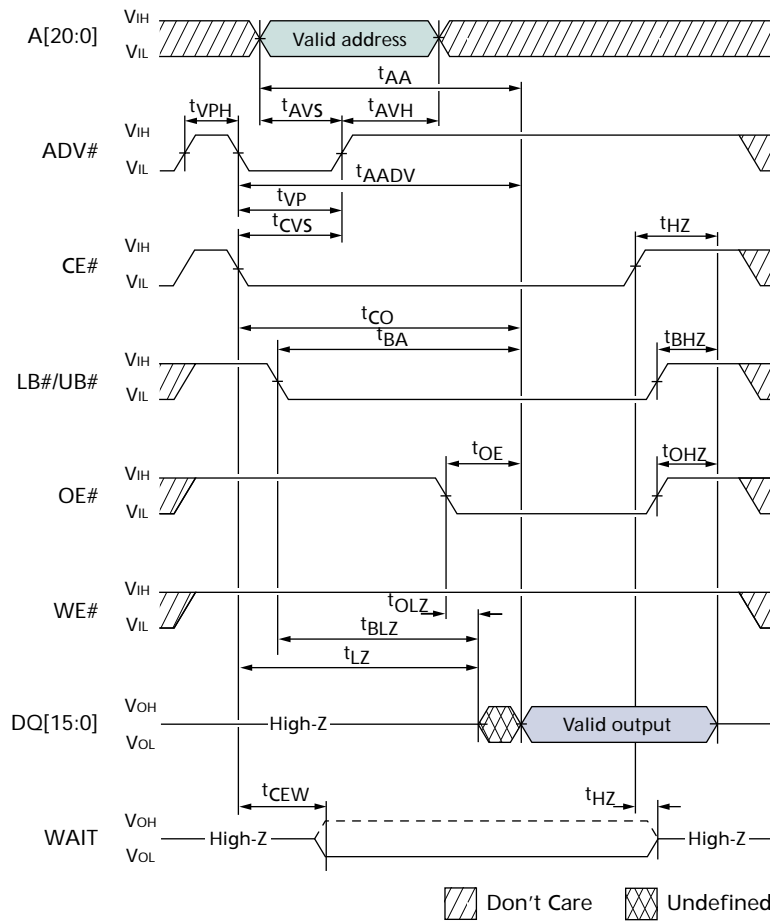 A[20:0] VIH VIL Valid address
tAA
tVPH tAVS tAVH
ADV# VIH VIL
tAADV
tVP
tCVS
tHZ
CE# VIH VIL
tCO
tBA tBHZ
LB#/UB# VIH VIL
tOE tOHZ
OE# VIH VIL
WE# VIH VIL
tOLZ
tBLZ
tLZ
DQ[15:0] VOH VOL High-Z Valid output
tCEW tHZ
WAIT VOH VOL High-Z High-Z
Don't Care Undefined